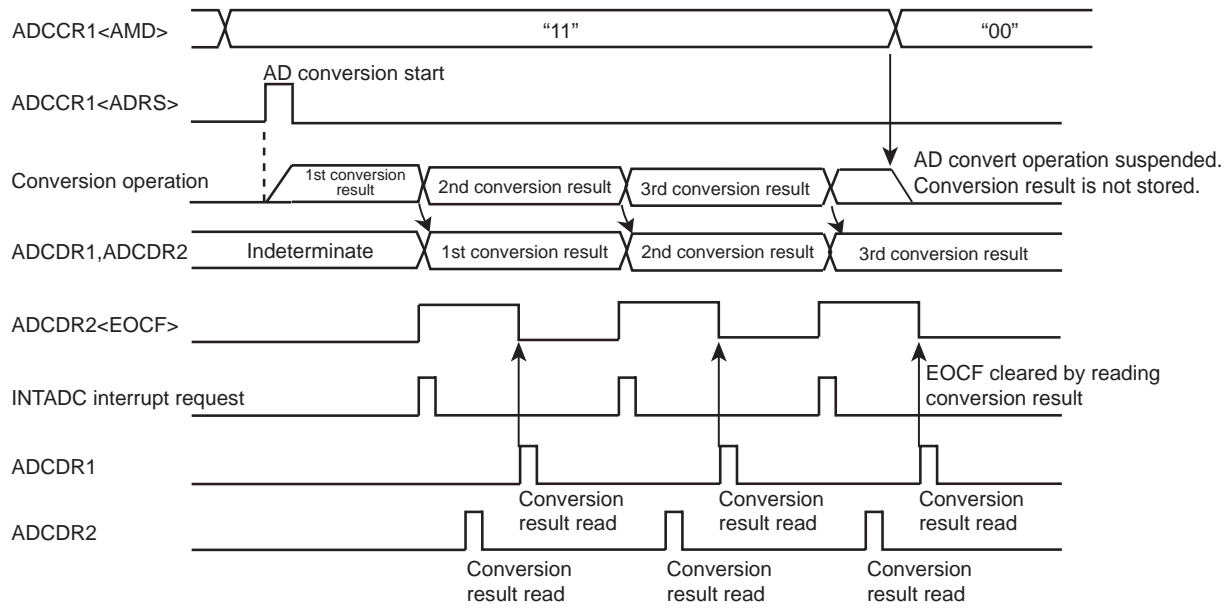 ADCCR1<AMD>
“11”
“00”
AD conversion start
ADCCR1<ADRS>
AD convert operation suspended.
Conversion result is not stored.
Conversion operation
1st conversion
result
2nd conversion result
3rd conversion result
ADCDR1,ADCDR2
Indeterminate
1st conversion result
2nd conversion result
3rd conversion result
ADCDR2<EOCF>
EOCF cleared by reading
conversion result
INTADC interrupt request
ADCDR1
Conversion
result read
Conversion
result read
Conversion
result read
ADCDR2
Conversion
result read
Conversion
result read
Conversion
result read